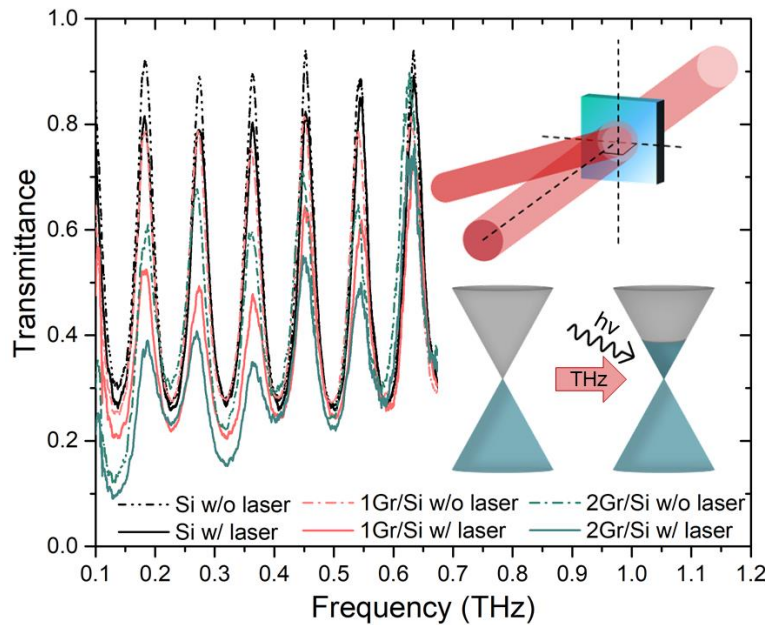 1.0
0.8
0.6
0.4
0.2
0.0
Transmittance
hν
THz
Si w/o laser 1Gr/Si w/o laser 2Gr/Si w/o laser
Si w/ laser 1Gr/Si w/ laser 2Gr/Si w/ laser
0.1 0.2 0.3 0.4 0.5 0.6 0.7 0.8 0.9 1.0 1.1 1.2
Frequency (THz)